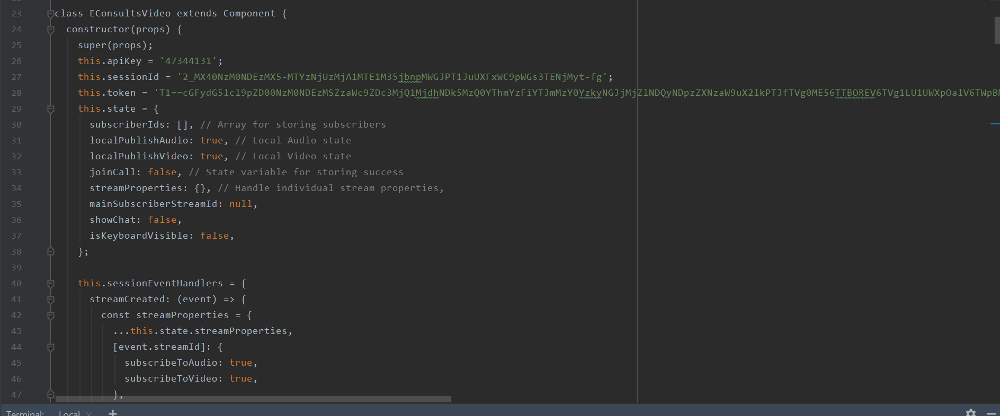 23 class EConsultsVideo extends Component {
24 constructor(props) {
25 super(props);
26 this.apiKey = '47344131';
27 this.sessionId = '2_MX40NzM0NDEzMX5-MTYzNjUzMjA1MTE1M35jbnpMWGJPT1JuUXFxWC9pWGs3TENjMyt-fg';
28 this.token = 'T1==cGFydG5lcl9pZD00NzM0NDEzMSZzaWc9ZDc3MjQ1MjdhNDk5MzQ0YThmYzFiYTJmMzY0YzkyNGJjMjZlNDQyNDpzZXNzaW9uX2lkPTJfTVg0ME56TTBOREV6TVg1LU1UWXpOalV6TWpB
29 this.state = {
30 subscriberIds: [], // Array for storing subscribers
31 localPublishAudio: true, // Local Audio state
32 localPublishVideo: true, // Local Video state
33 joinCall: false, // State variable for storing success
34 streamProperties: {}, // Handle individual stream properties,
35 mainSubscriberStreamId: null,
36 showChat: false,
37 isKeyboardVisible: false,
38 };
39
40 this.sessionEventHandlers = {
41 streamCreated: (event) => {
42 const streamProperties = {
43 ...this.state.streamProperties,
44 [event.streamId]: {
45 subscribeToAudio: true,
46 subscribeToVideo: true,
47 },
Terminal: Local